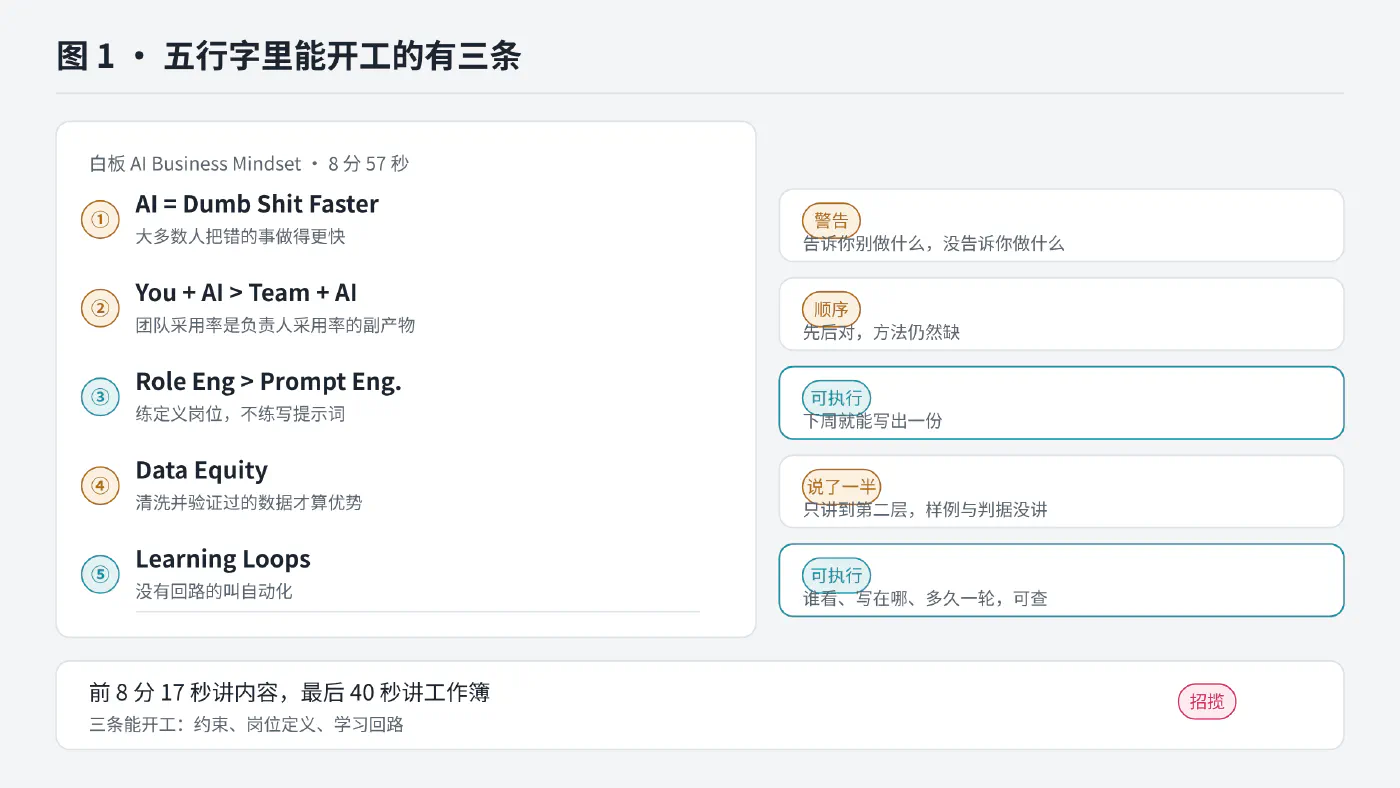 图 1 · 五行字里能开工的有三条
白板 AI Business Mindset · 8 分 57 秒
① AI = Dumb Shit Faster
大多数人把错的事做得更快
警告
告诉你别做什么，没告诉你做什么
② You + AI > Team + AI
团队采用率是负责人采用率的副产物
顺序
先后对，方法仍然缺
③ Role Eng > Prompt Eng.
练定义岗位，不练写提示词
可执行
下周就能写出一份
④ Data Equity
清洗并验证过的数据才算优势
说了一半
只讲到第二层，样例与判据没讲
⑤ Learning Loops
没有回路的叫自动化
可执行
谁看、写在哪、多久一轮，可查
前 8 分 17 秒讲内容，最后 40 秒讲工作簿
三条能开工：约束、岗位定义、学习回路
招揽